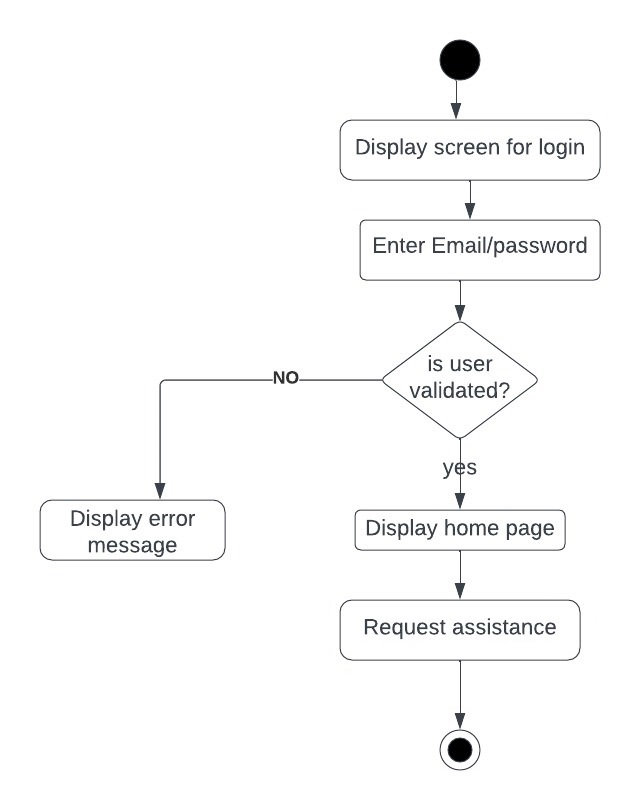 Display screen for login
Enter Email/password
is user
validated?
NO
yes
Display error
message
Display home page
Request assistance